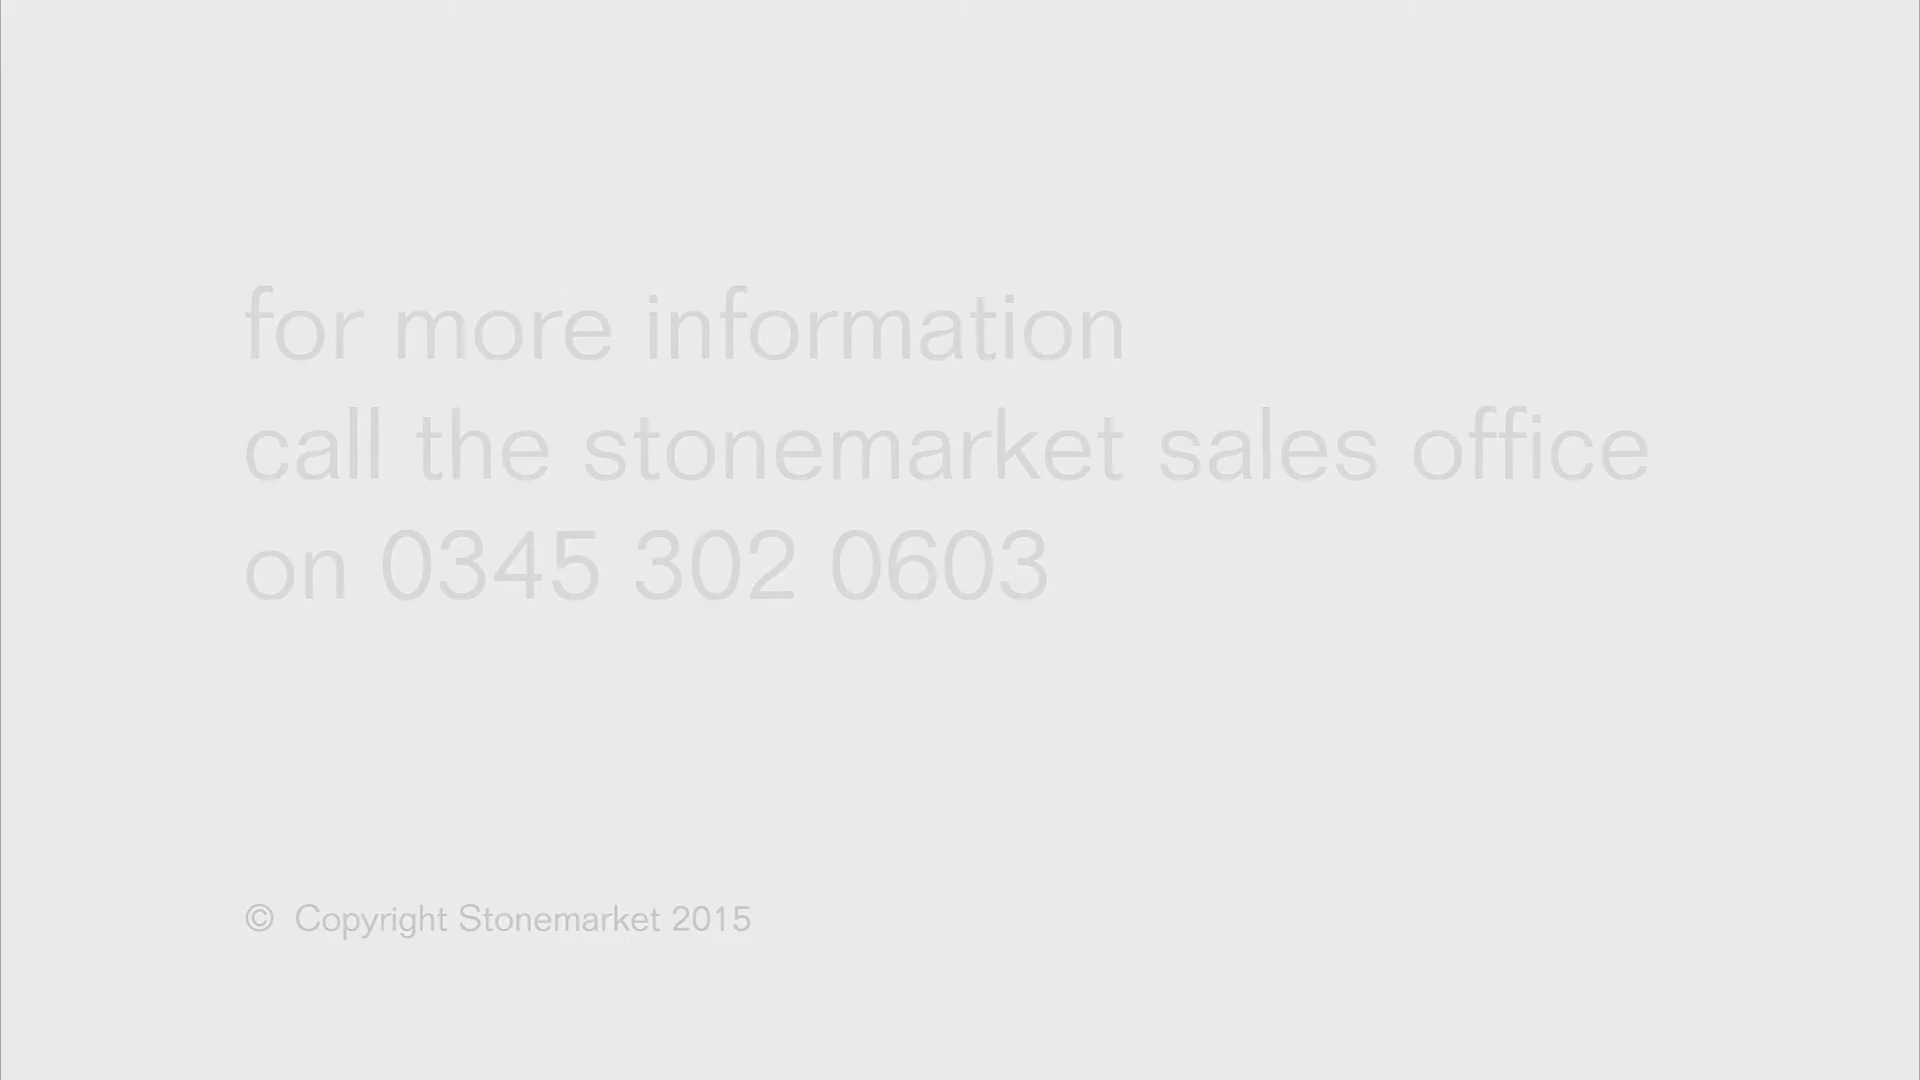 for more information
call the stonemarket sales office
on 0345 302 0603
© Copyright Stonemarket 2015